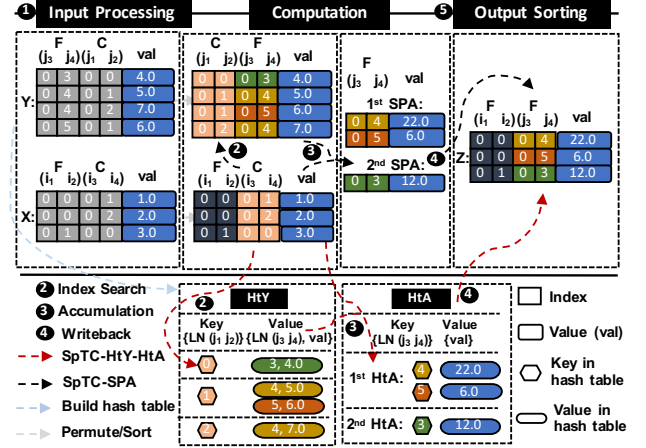 1 Input Processing
Computation
5 Output Sorting
F C
(j3 j4)(j1 j2) val
Y:
0 3 0 0 4.0
0 4 0 1 5.0
0 4 0 2 7.0
0 5 0 1 6.0
F C
(i1 i2)(i3 i4) val
X:
0 0 0 1 1.0
0 0 0 2 2.0
0 1 0 0 3.0
C F
(j1 j2)(j3 j4) val
0 0 0 3 4.0
0 1 0 4 5.0
0 1 0 5 6.0
0 2 0 4 7.0
2
3
F C
(i1 i2)(i3 i4) val
0 0 0 1 1.0
0 0 0 2 2.0
0 1 0 0 3.0
F
(j3 j4) val
1st SPA:
0 4 22.0
0 5 6.0
2nd SPA:
0 3 12.0
4
F F
(i1 i2)(j3 j4) val
Z:
0 0 0 4 22.0
0 0 0 5 6.0
0 1 0 3 12.0
2 Index Search
3 Accumulation
4 Writeback
SpTC-HtY-HtA
SpTC-SPA
Build hash table
Permute/Sort
2 HtY
Key Value
{LN (j1 j2)}{LN (j3 j4), val}
0 3, 4.0
1 4, 5.0
5, 6.0
2 4, 7.0
HtA 4
3 Key Value
{LN (j3 j4)} {val}
1st HtA: 4 22.0
5 6.0
2nd HtA: 3 12.0
Index
Value (val)
Key in
hash table
Value in
hash table